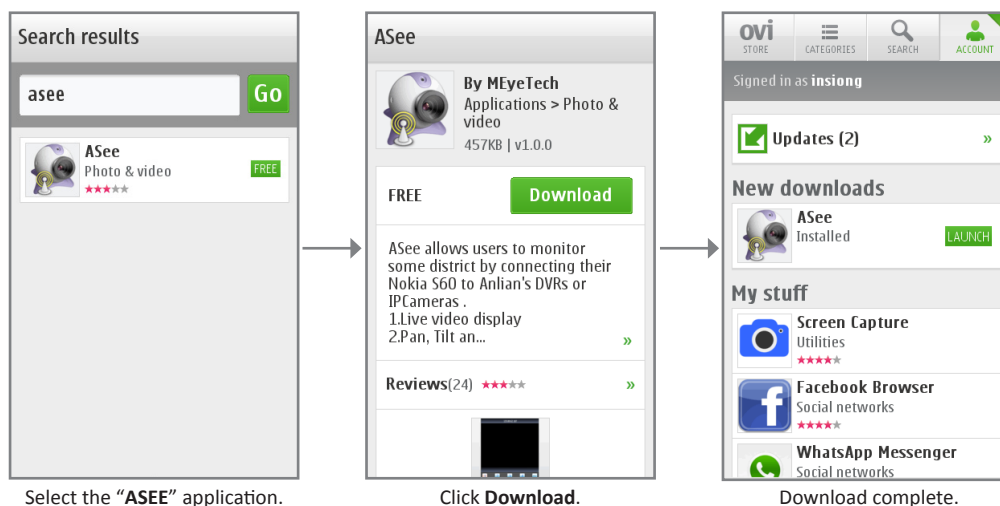 Search results
asee
Go
ASee
Photo & video
FREE
Select the “ASEE” application.
ASee
By MEyeTech
Applications > Photo &
video
457KB | v1.0.0
FREE
Download
ASee allows users to monitor
some district by connecting their
Nokia S60 to Anlian's DVRs or
IPCameras .
1.Live video display
2.Pan, Tilt an...
»
Reviews(24)
»
Click Download.
ovi
STORE
CATEGORIES
SEARCH
ACCOUNT
Signed in as insiong
Updates (2)
»
New downloads
ASee
Installed
LAUNCH
My stuff
Screen Capture
Utilities
Facebook Browser
Social networks
WhatsApp Messenger
Social networks
Download complete.